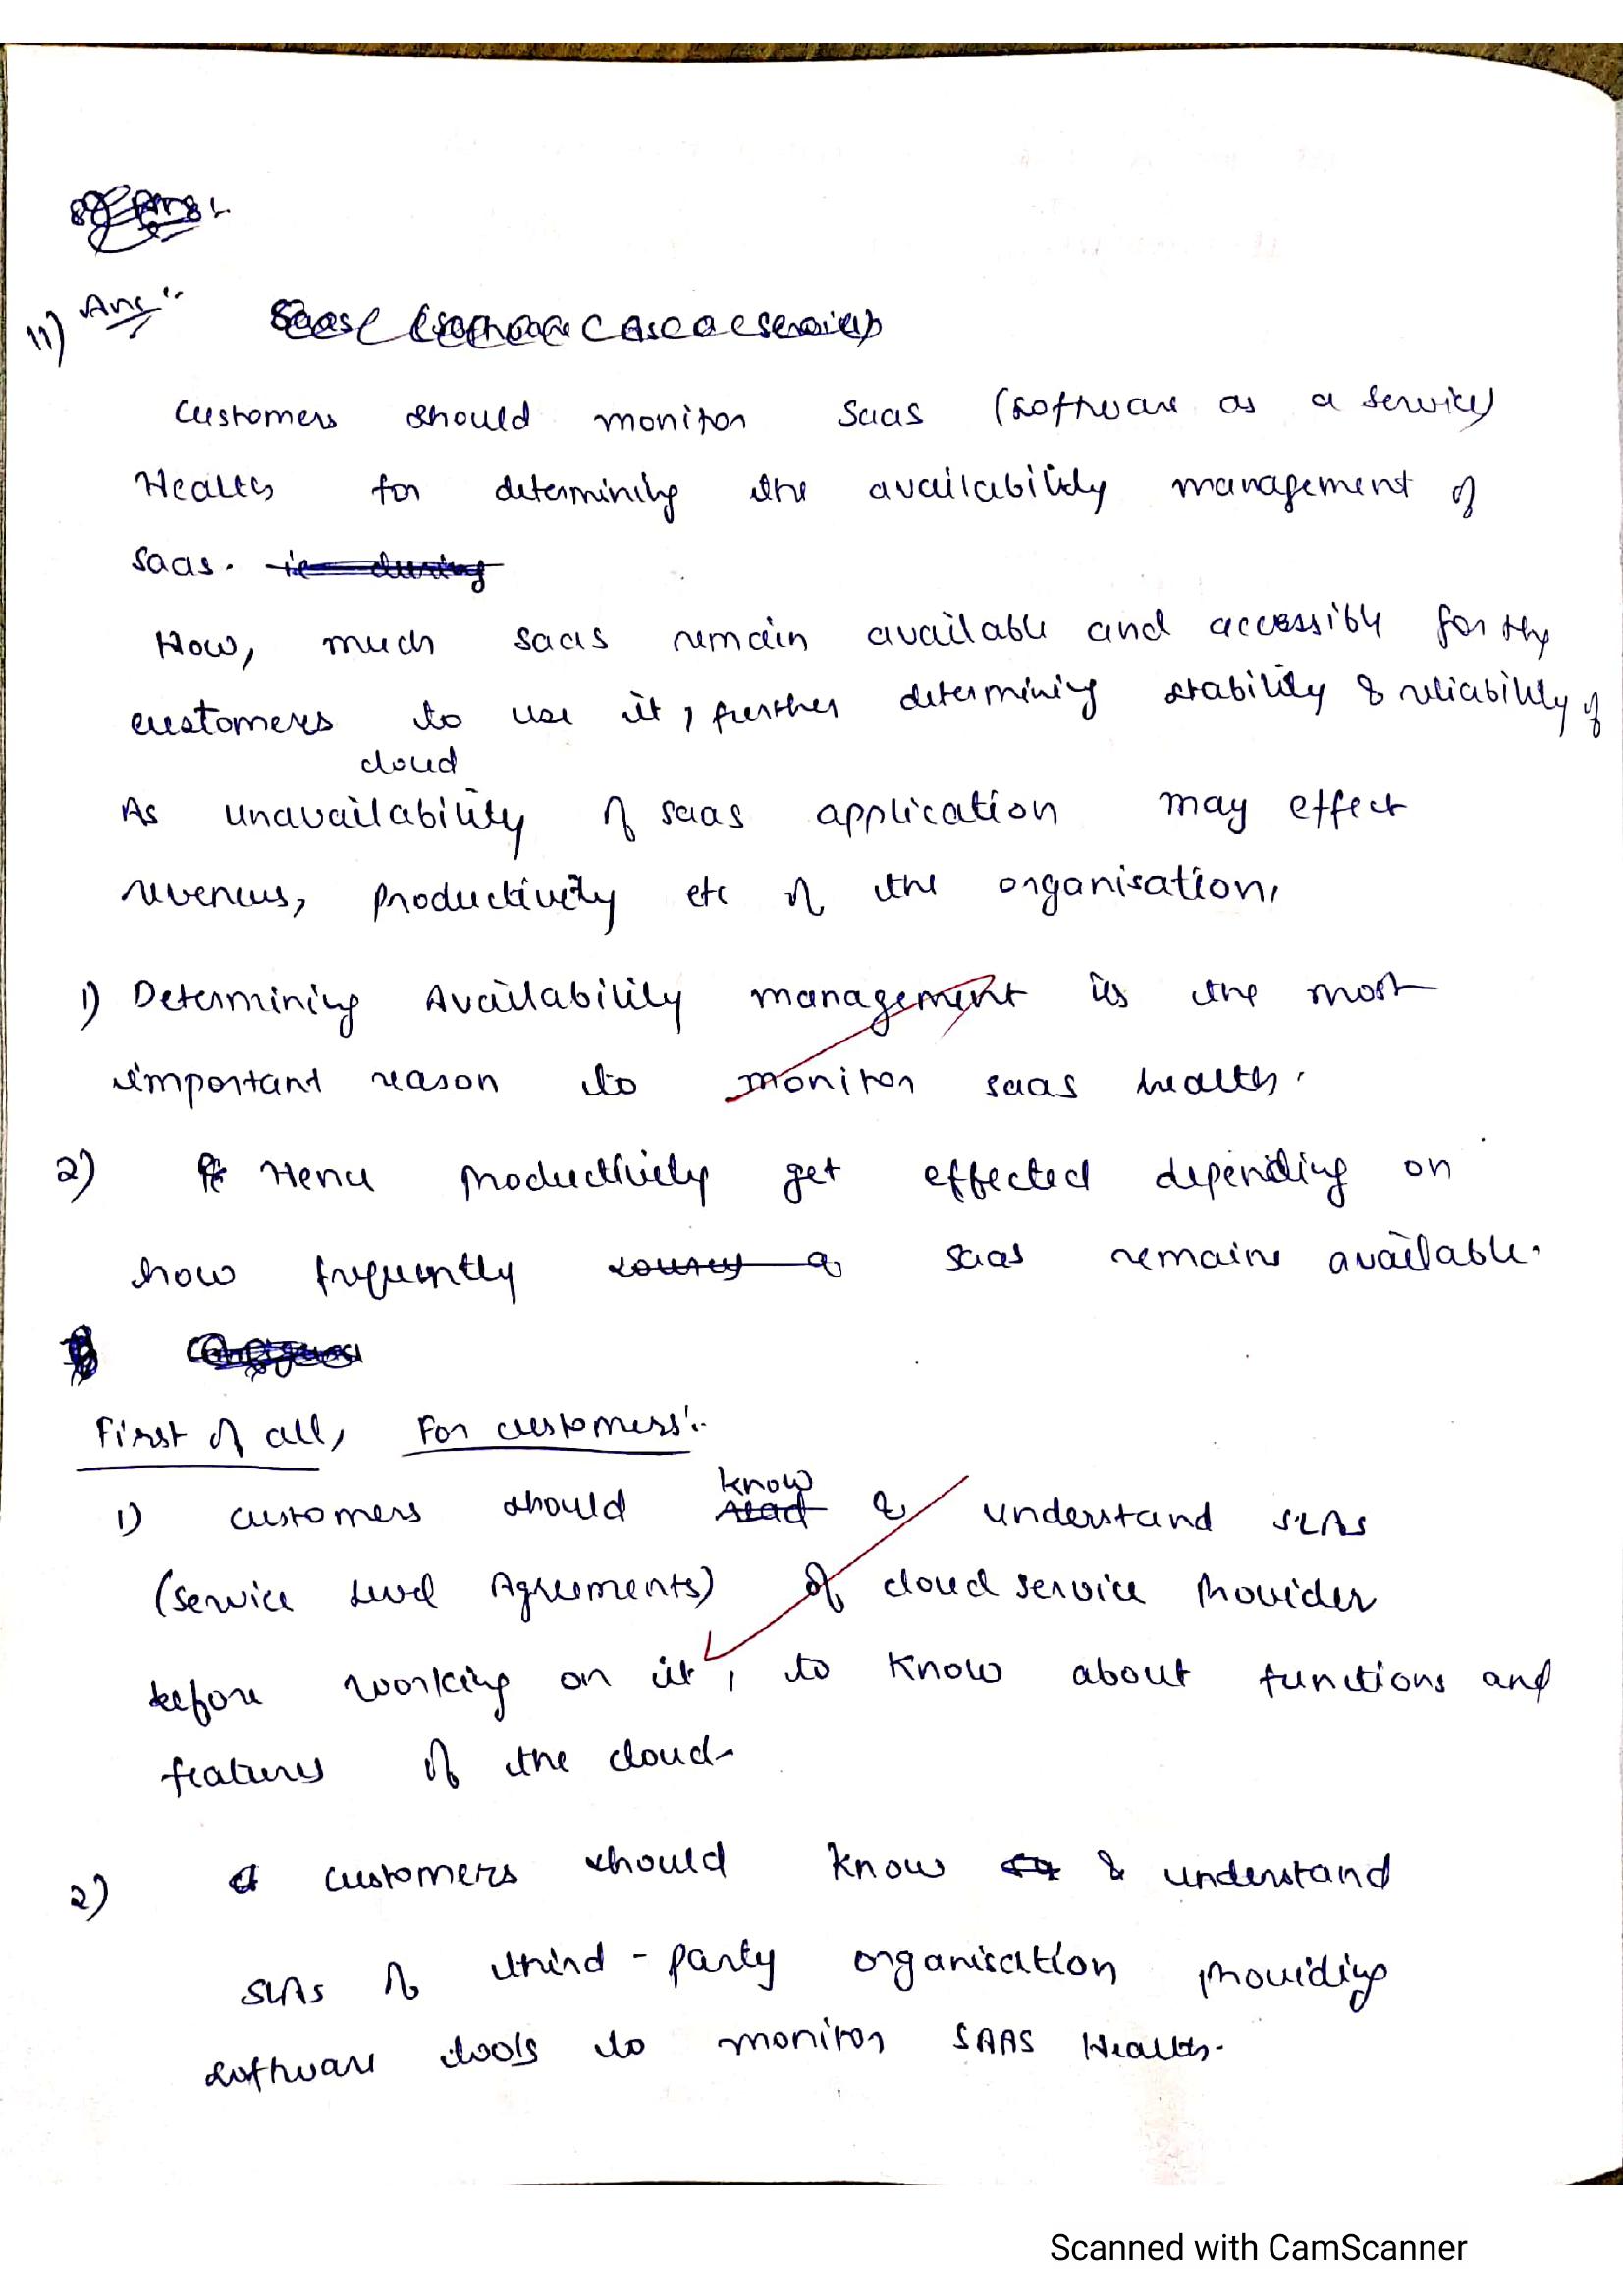 11) Ans:-
Customers should moniton Saas (software as a service)
Health for determining the availability management of
Saas.
How, much saas remain available and accessible for the
customers to use it, further determining stability & reliability of
cloud
As unavailability of saas application may effect
revenues, productivity etc of the organisation,
1) Determining Availability management is the most
important reason to moniton saas health.
2) Hence productivity get effected depending on
how frequently saas remains available.
First of all, For customers:-
know
1) customers should & understand SLAs
(Service Level Agreements) of cloud service Provider
before working on it, to know about functions and
features of the cloud-
2) customers should know & understand
SLAs of third-party organisation providing
software tools to moniton SAAS Health.
Scanned with CamScanner